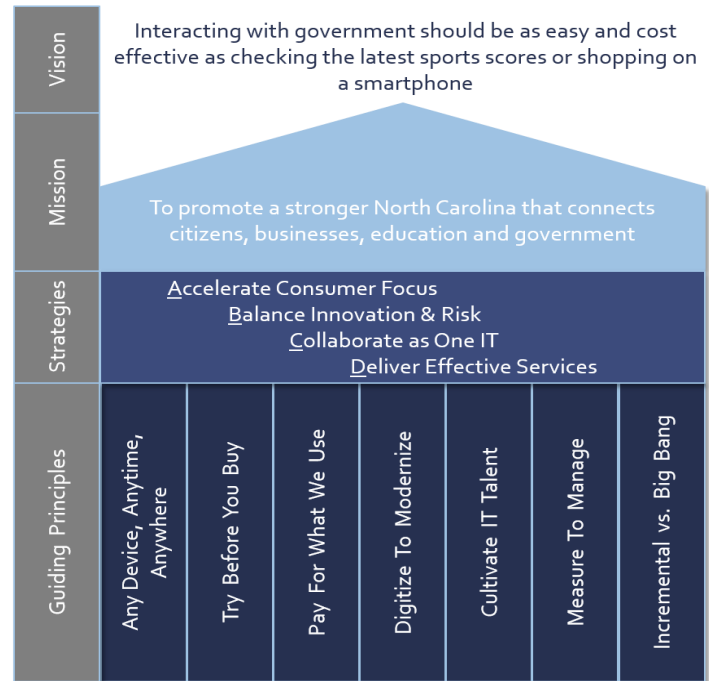 Vision
Interacting with government should be as easy and cost
effective as checking the latest sports scores or shopping on
a smartphone
Mission
To promote a stronger North Carolina that connects
citizens, businesses, education and government
Strategies
Accelerate Consumer Focus
Balance Innovation & Risk
Collaborate as One IT
Deliver Effective Services
Guiding Principles
Any Device, Anytime,
Anywhere
Try Before You Buy
Pay For What We Use
Digitize To Modernize
Cultivate IT Talent
Measure To Manage
Incremental vs. Big Bang